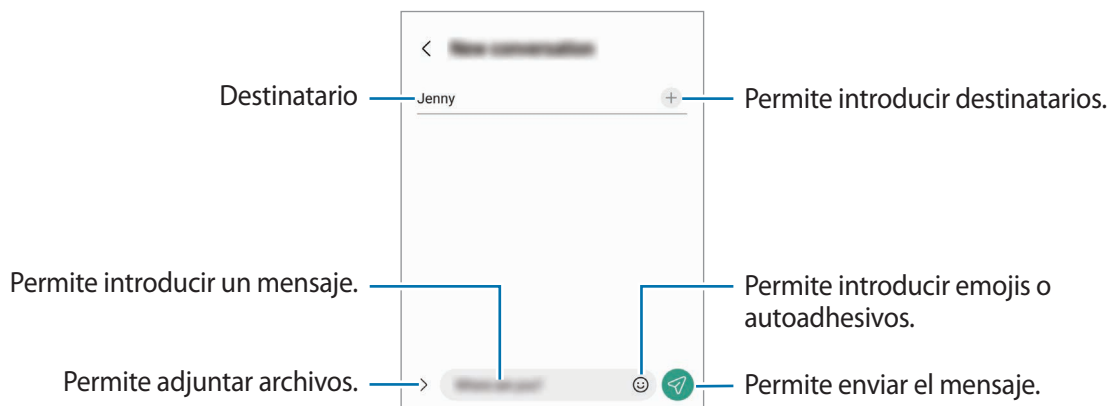 Destinatario
Jenny
Permite introducir destinatarios.
Permite introducir un mensaje.
Permite introducir emojis o
autoadhesivos.
Permite adjuntar archivos.
Permite enviar el mensaje.